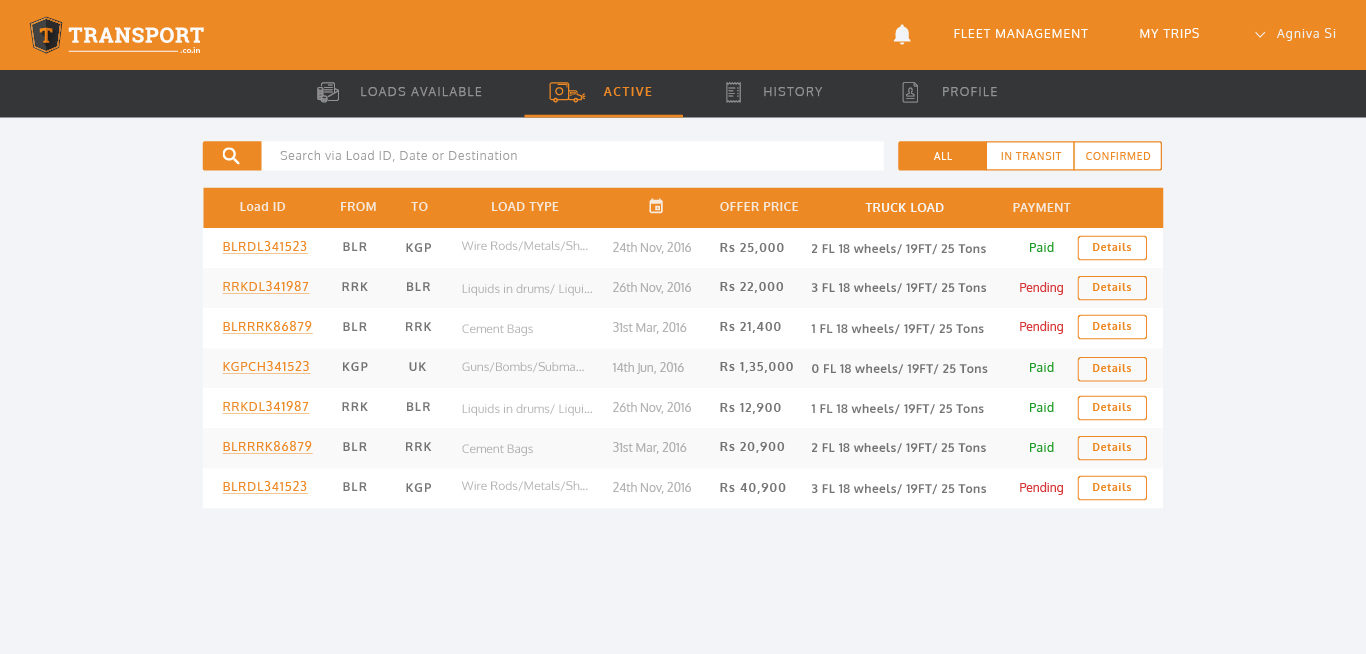 T TRANSPORT .co.in FLEET MANAGEMENT MY TRIPS Agniva Si
LOADS AVAILABLE ACTIVE HISTORY PROFILE
Search via Load ID, Date or Destination ALL IN TRANSIT CONFIRMED
Load ID FROM TO LOAD TYPE OFFER PRICE TRUCK LOAD PAYMENT
BLRDL341523 BLR KGP Wire Rods/Metals/Sh... 24th Nov, 2016 Rs 25,000 2 FL 18 wheels/ 19FT/ 25 Tons Paid Details
RRKDL341987 RRK BLR Liquids in drums/ Liqui... 26th Nov, 2016 Rs 22,000 3 FL 18 wheels/ 19FT/ 25 Tons Pending Details
BLRRRK86879 BLR RRK Cement Bags 31st Mar, 2016 Rs 21,400 1 FL 18 wheels/ 19FT/ 25 Tons Pending Details
KGPCH341523 KGP UK Guns/Bombs/Subma... 14th Jun, 2016 Rs 1,35,000 0 FL 18 wheels/ 19FT/ 25 Tons Paid Details
RRKDL341987 RRK BLR Liquids in drums/ Liqui... 26th Nov, 2016 Rs 12,900 1 FL 18 wheels/ 19FT/ 25 Tons Paid Details
BLRRRK86879 BLR RRK Cement Bags 31st Mar, 2016 Rs 20,900 2 FL 18 wheels/ 19FT/ 25 Tons Paid Details
BLRDL341523 BLR KGP Wire Rods/Metals/Sh... 24th Nov, 2016 Rs 40,900 3 FL 18 wheels/ 19FT/ 25 Tons Pending Details